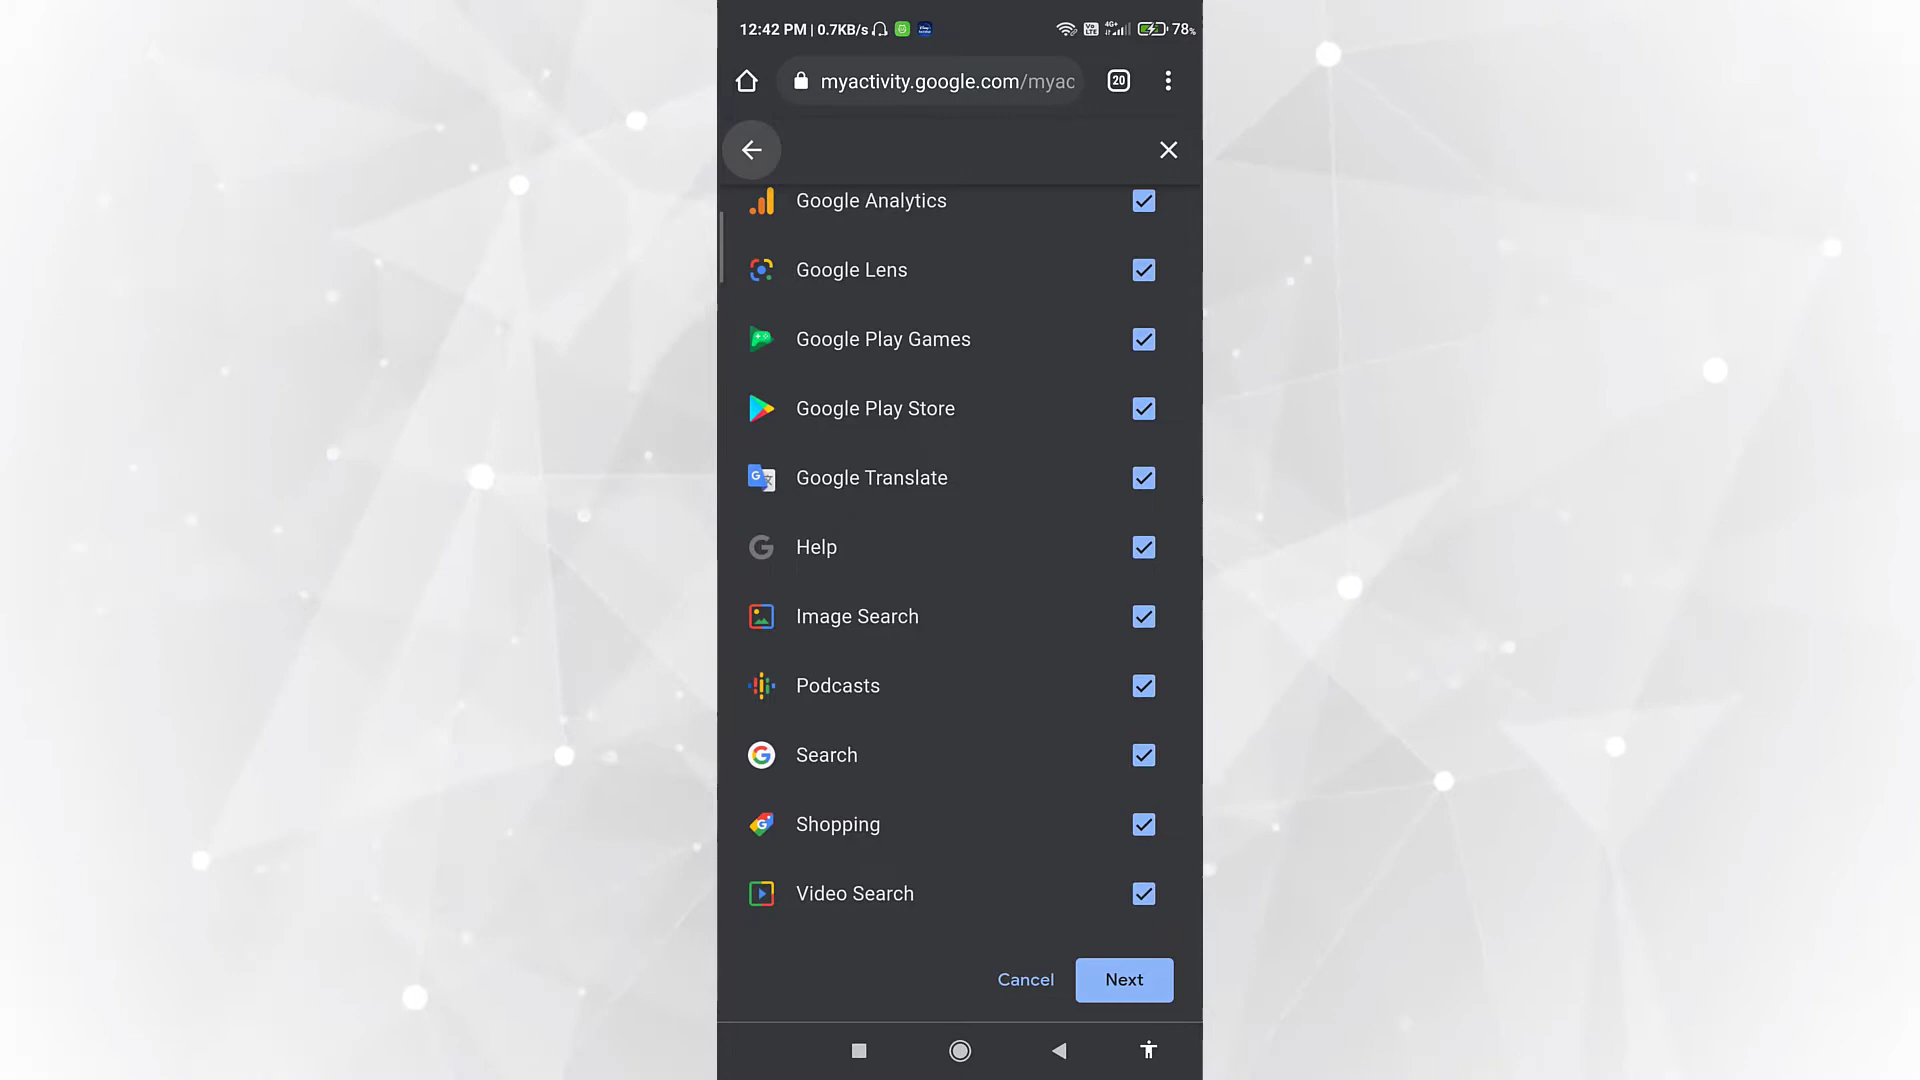 12:42 PM | 0.7KB/s 4G+ 78%
myactivity.google.com/myac 20
Google Analytics
Google Lens
Google Play Games
Google Play Store
Google Translate
Help
Image Search
Podcasts
Search
Shopping
Video Search
Cancel Next